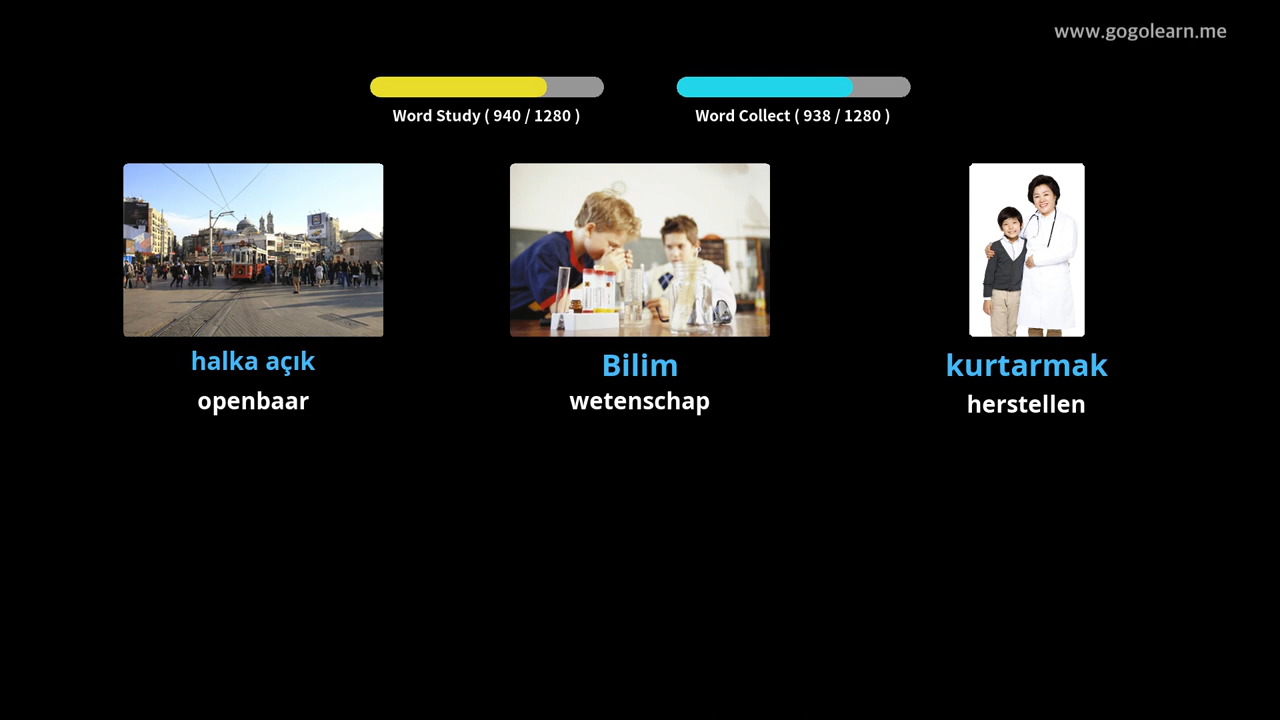 www.gogolearn.me
Word Study ( 940 / 1280 )
Word Collect ( 938 / 1280 )
halka açık
Bilim
kurtarmak
openbaar
wetenschap
herstellen